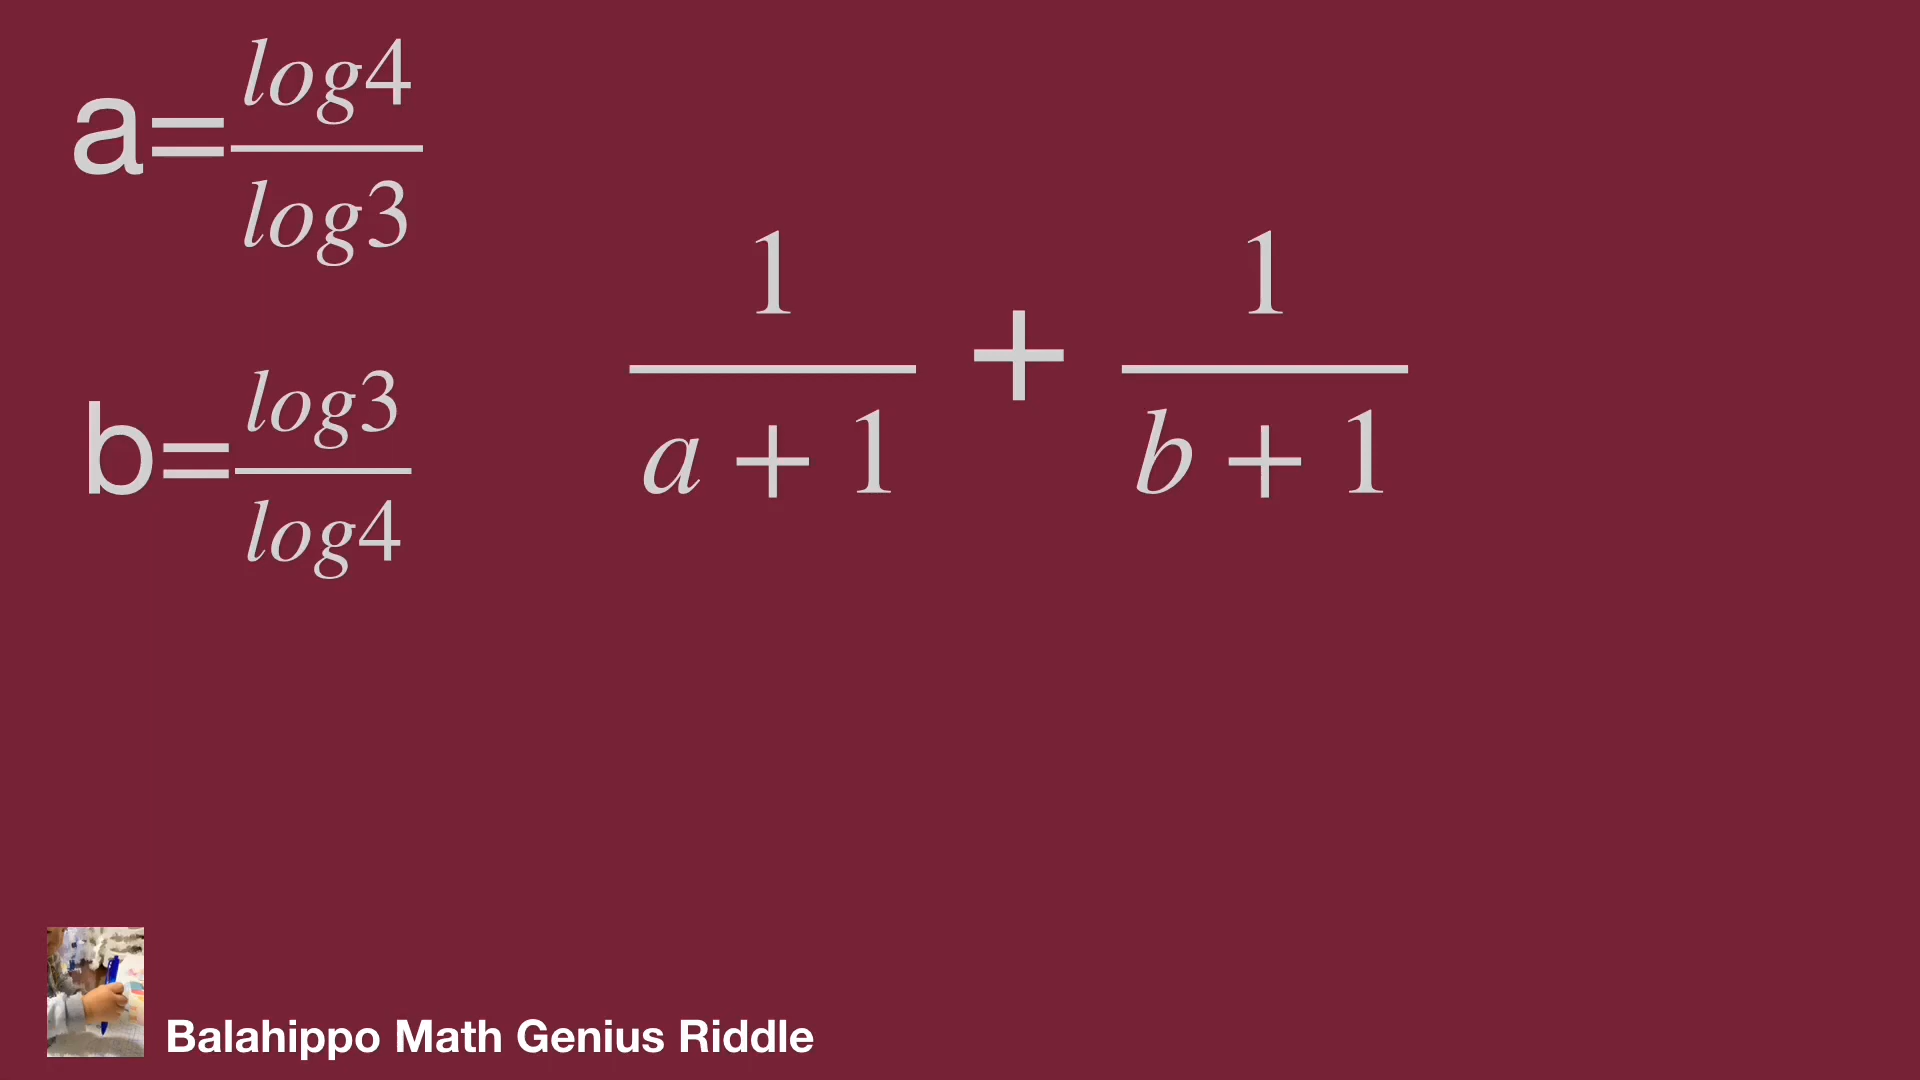 a=log4/log3
b=log3/log4
1/(a + 1) + 1/(b + 1)
Balahippo Math Genius Riddle